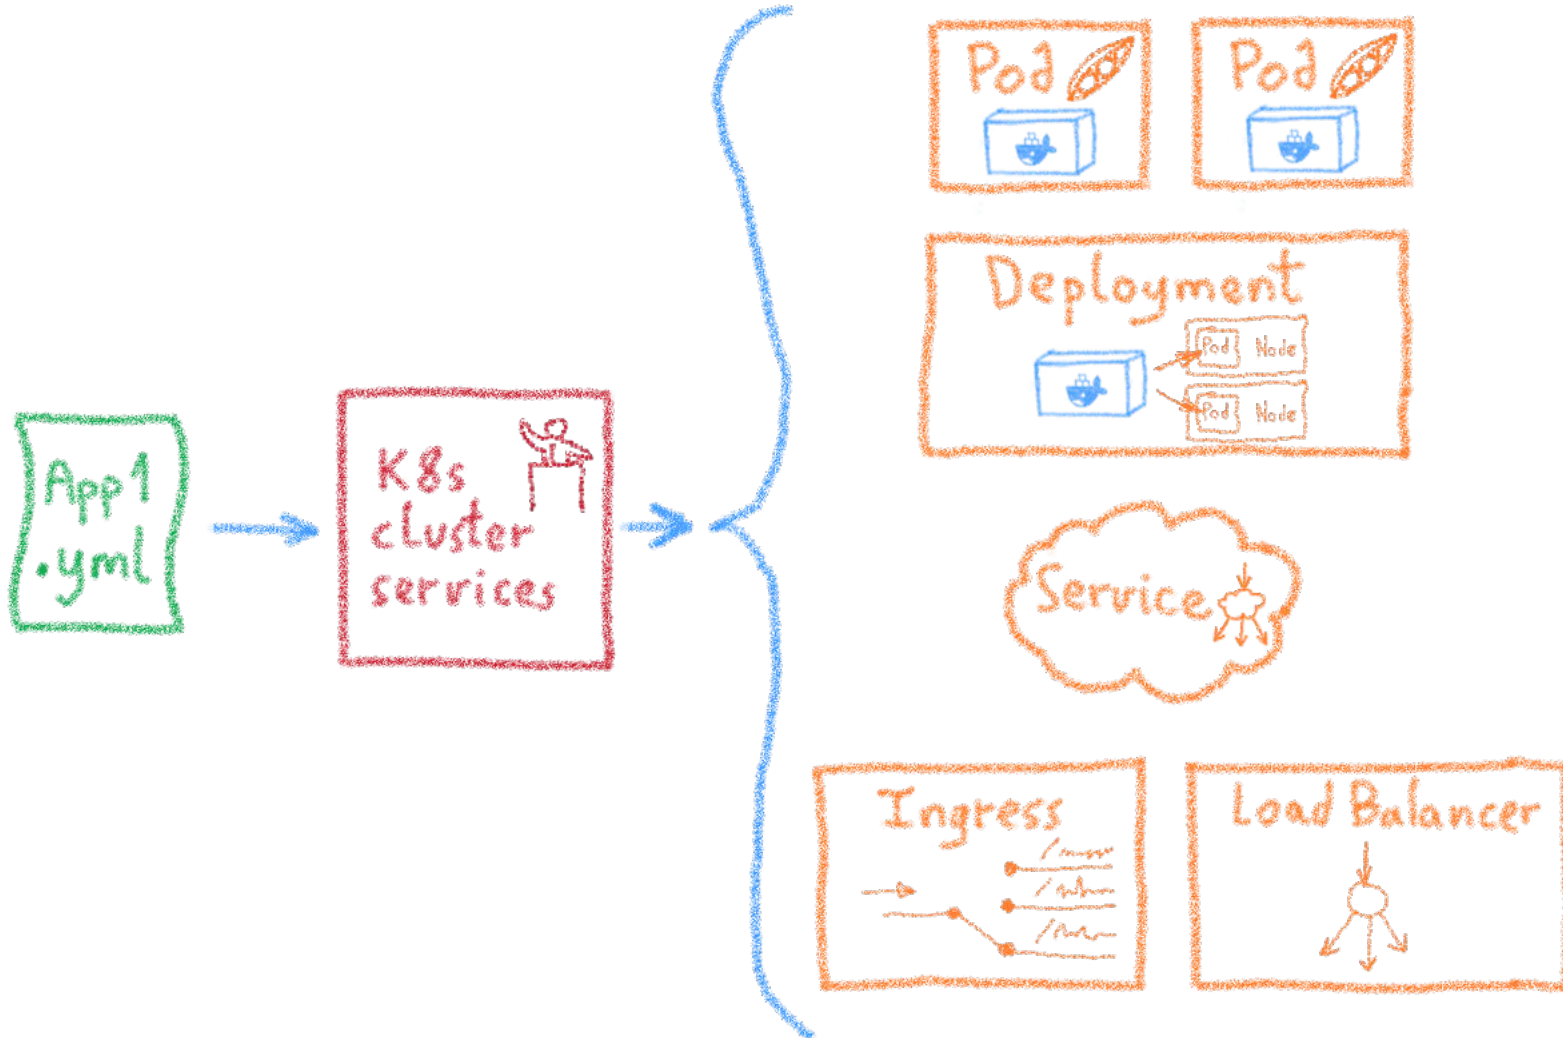 App1
.yml
K8s
cluster
services
Pod
Pod
Deployment
Pod Node
Pod Node
Service
Ingress
Load Balancer